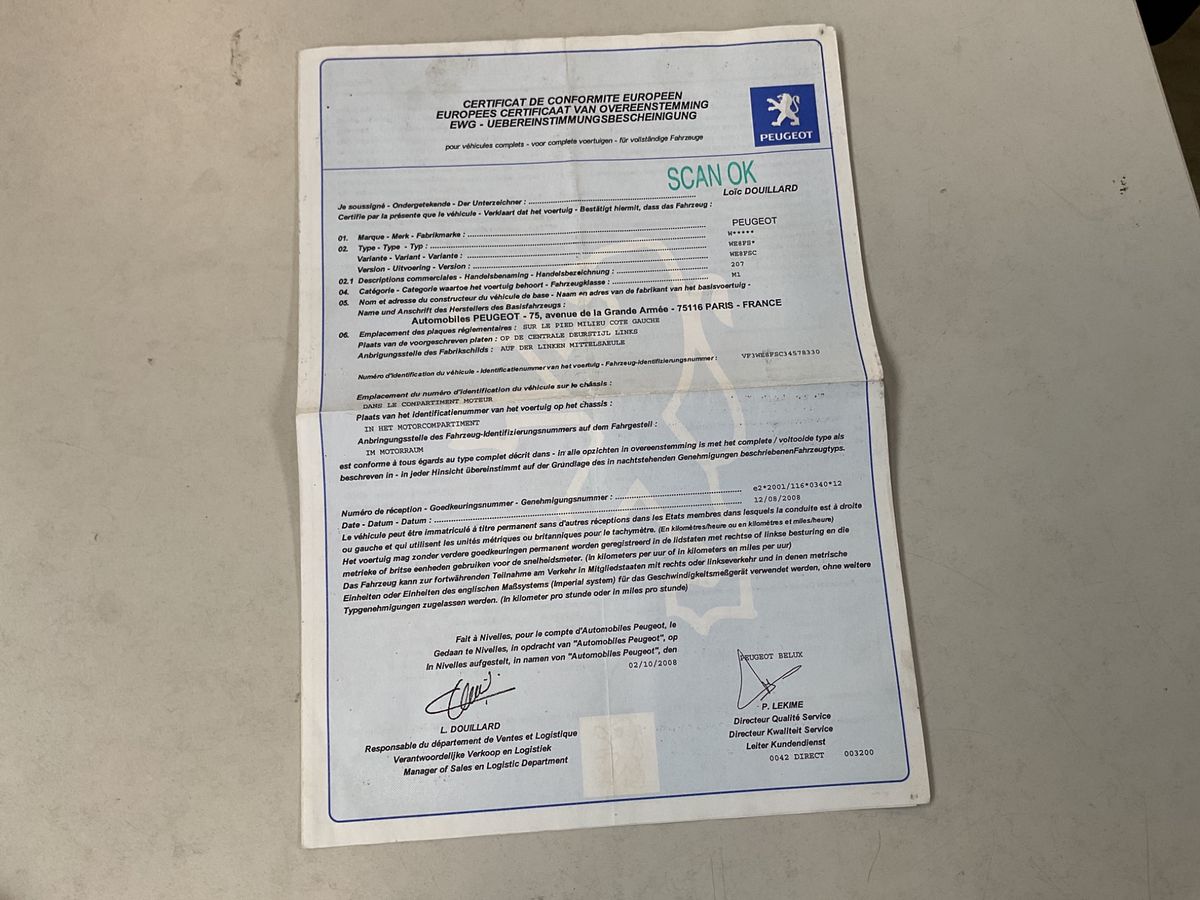 CERTIFICAT DE CONFORMITE EUROPEEN
EUROPEES CERTIFICAAT VAN OVEREENSTEMMING
EWG - UEBEREINSTIMMUNGSBESCHEINIGUNG
pour véhicules complets - voor complete voertuigen - für vollständige Fahrzeuge
PEUGEOT
SCAN OK
Je soussigné - Ondergetekende - Der Unterzeichner : Loïc DOUILLARD
Certifie par la présente que le véhicule - Verklaart dat het voertuig - Bestätigt hiermit, dass das Fahrzeug :
01. Marque - Merk - Fabrikmarke : PEUGEOT
02. Type - Type - Typ : W*****
Variante - Variant - Variante : WE8FS*
Version - Uitvoering - Version : WE8FSC
02.1 Descriptions commerciales - Handelsbenaming - Handelsbezeichnung : 207
04. Catégorie - Categorie waartoe het voertuig behoort - Fahrzeugklasse : M1
05. Nom et adresse du constructeur du véhicule de base - Naam en adres van de fabrikant van het basisvoertuig -
Name und Anschrift des Herstellers des Basisfahrzeugs :
Automobiles PEUGEOT - 75, avenue de la Grande Armée - 75116 PARIS - FRANCE
06. Emplacement des plaques réglementaires : SUR LE PIED MILIEU COTE GAUCHE
Plaats van de voorgeschreven platen : OP DE CENTRALE DEURSTIJL LINKS
Anbrigungsstelle des Fabrikschilds : AUF DER LINKEN MITTELSAEULE
Numéro d'identification du véhicule - Identificatienummer van het voertuig - Fahrzeug-Identifizierungsnummer : VF3WE8FSC34578330
Emplacement du numéro d'identification du véhicule sur le châssis :
DANS LE COMPARTIMENT MOTEUR
Plaats van het identificatienummer van het voertuig op het chassis :
IN HET MOTORCOMPARTIMENT
Anbringungsstelle des Fahrzeug-Identifizierungsnummers auf dem Fahrgestell :
IM MOTORRAUM
est conforme à tous égards au type complet décrit dans - in alle opzichten in overeenstemming is met het complete / voltooide type als
beschreven in - in jeder Hinsicht übereinstimmt auf der Grundlage des in nachtstehenden Genehmigungen beschriebenenFahrzeugtyps.
Numéro de réception - Goedkeuringsnummer - Genehmigungsnummer : e2*2001/116*0340*12
Date - Datum - Datum : 12/08/2008
Le véhicule peut être immatriculé à titre permanent sans d'autres réceptions dans les Etats membres dans lesquels la conduite est à droite
ou gauche et qui utilisent les unités métriques ou britanniques pour le tachymètre. (En kilomètres/heure ou en kilomètres et miles/heure)
Het voertuig mag zonder verdere goedkeuringen permanent worden geregistreerd in de lidstaten met rechtse of linkse besturing en die
metrieke of britse eenheden gebruiken voor de snelheidsmeter. (In kilometers per uur of in kilometers en miles per uur)
Das Fahrzeug kann zur fortwährenden Teilnahme am Verkehr in Mitgliedstaaten mit rechts oder linkseverkehr und in denen metrische
Einheiten oder Einheiten des englischen Maßsystems (Imperial system) für das Geschwindigkeitsmeßgerät verwendet werden, ohne weitere
Typgenehmigungen zugelassen werden. (In kilometer pro stunde oder in miles pro stunde)
Fait à Nivelles, pour le compte d'Automobiles Peugeot, le
Gedaan te Nivelles, in opdracht van "Automobiles Peugeot", op
In Nivelles aufgestelt, in namen von "Automobiles Peugeot", den
02/10/2008
PEUGEOT BELUX
L. DOUILLARD
Responsable du département de Ventes et Logistique
Verantwoordelijke Verkoop en Logistiek
Manager of Sales en Logistic Department
P. LEKIME
Directeur Qualité Service
Directeur Kwaliteit Service
Leiter Kundendienst
0042 DIRECT 003200